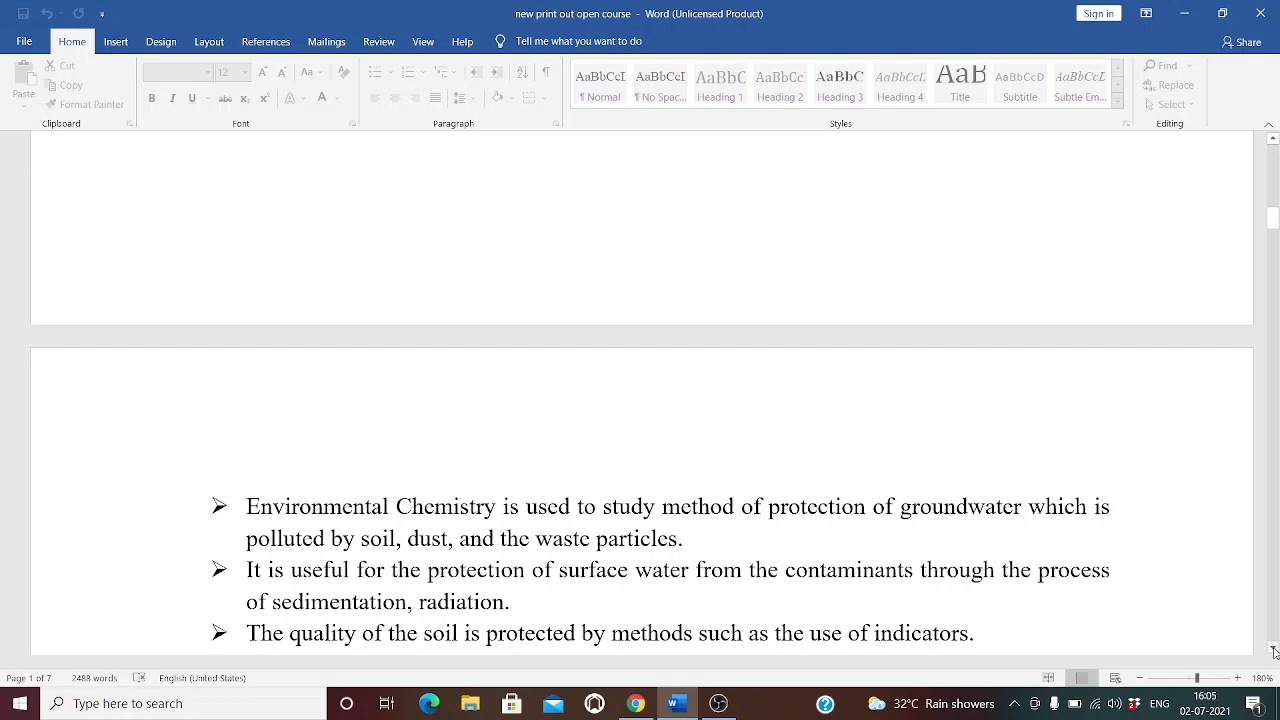 new print out open course - Word (Unlicensed Product)
Sign in
File Home Insert Design Layout References Mailings Review View Help Tell me what you want to do Share
Cut
Copy
Format Painter
Paste
12
Aa
B I U abc x₂ x² A A
AaBbCcI AaBbCcI AaBbC AaBbCc AaBbC AaBbCcI AaB AaBbCcD AaBbCcL
¶ Normal ¶ No Spac... Heading 1 Heading 2 Heading 3 Heading 4 Title Subtitle Subtle Em...
Find
Replace
Select
Clipboard Font Paragraph Styles Editing
➢ Environmental Chemistry is used to study method of protection of groundwater which is
polluted by soil, dust, and the waste particles.
➢ It is useful for the protection of surface water from the contaminants through the process
of sedimentation, radiation.
➢ The quality of the soil is protected by methods such as the use of indicators.
Page 1 of 7 2488 words English (United States) 180%
Type here to search
32°C Rain showers
16:05
02-07-2021